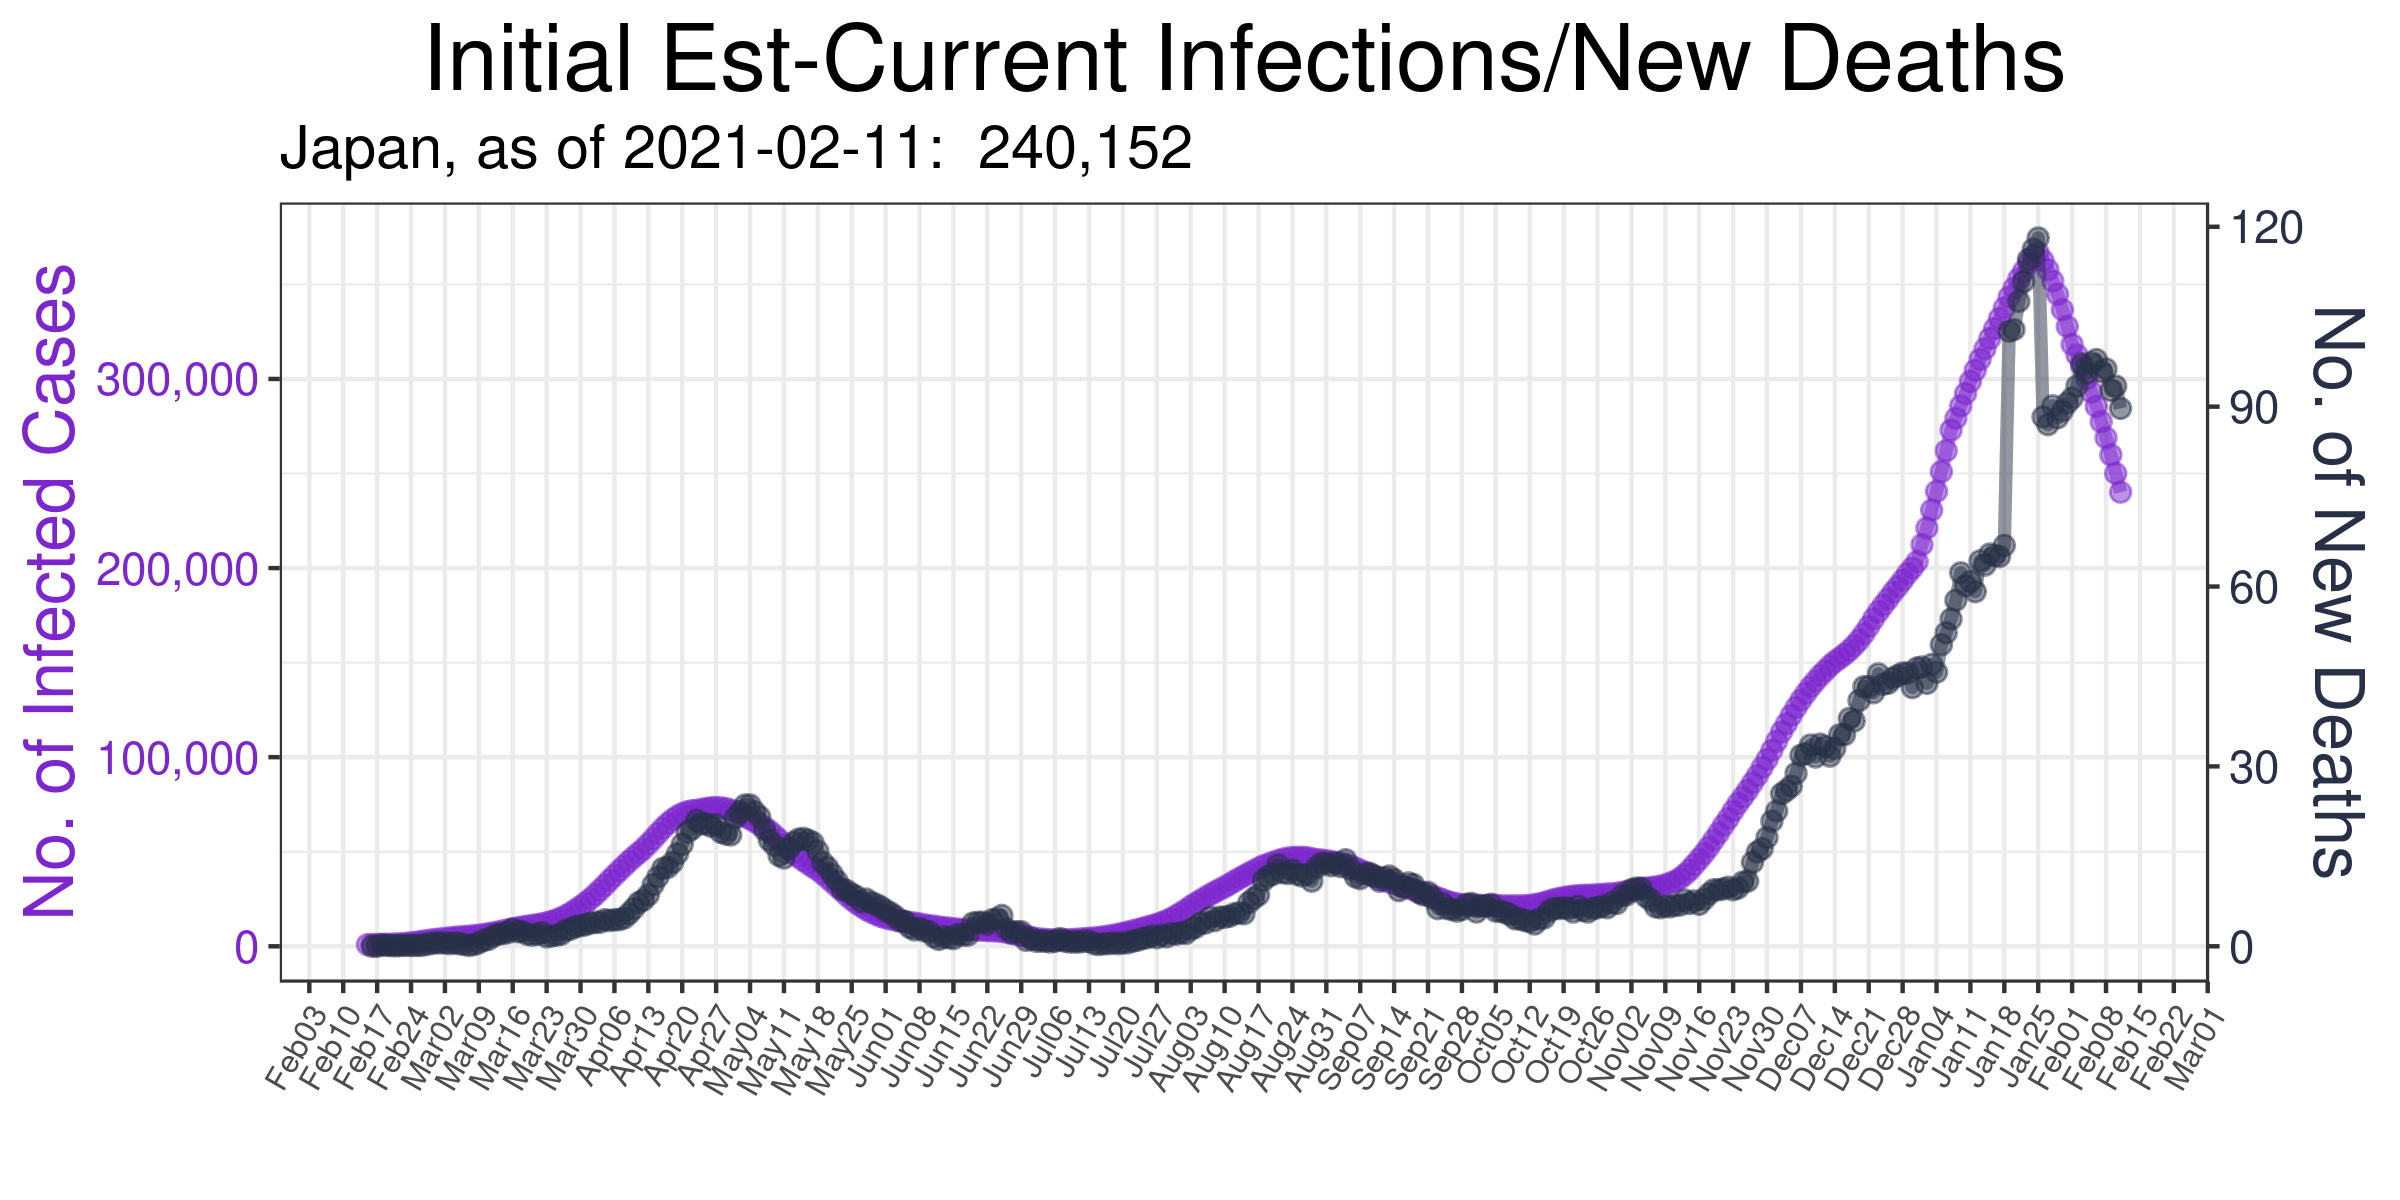 Initial Est-Current Infections/New Deaths
Japan, as of 2021-02-11:  240,152
No. of Infected Cases
300,000
200,000
100,000
0
120
90
60
30
0
No. of New Deaths
Feb03
Feb10
Feb17
Feb24
Mar02
Mar09
Mar16
Mar23
Mar30
Apr06
Apr13
Apr20
Apr27
May04
May11
May18
May25
Jun01
Jun08
Jun15
Jun22
Jun29
Jul06
Jul13
Jul20
Jul27
Aug03
Aug10
Aug17
Aug24
Aug31
Sep07
Sep14
Sep21
Sep28
Oct05
Oct12
Oct19
Oct26
Nov02
Nov09
Nov16
Nov23
Nov30
Dec07
Dec14
Dec21
Dec28
Dec04
Jan11
Jan18
Jan25
Feb01
Feb08
Feb15
Feb22
Mar01